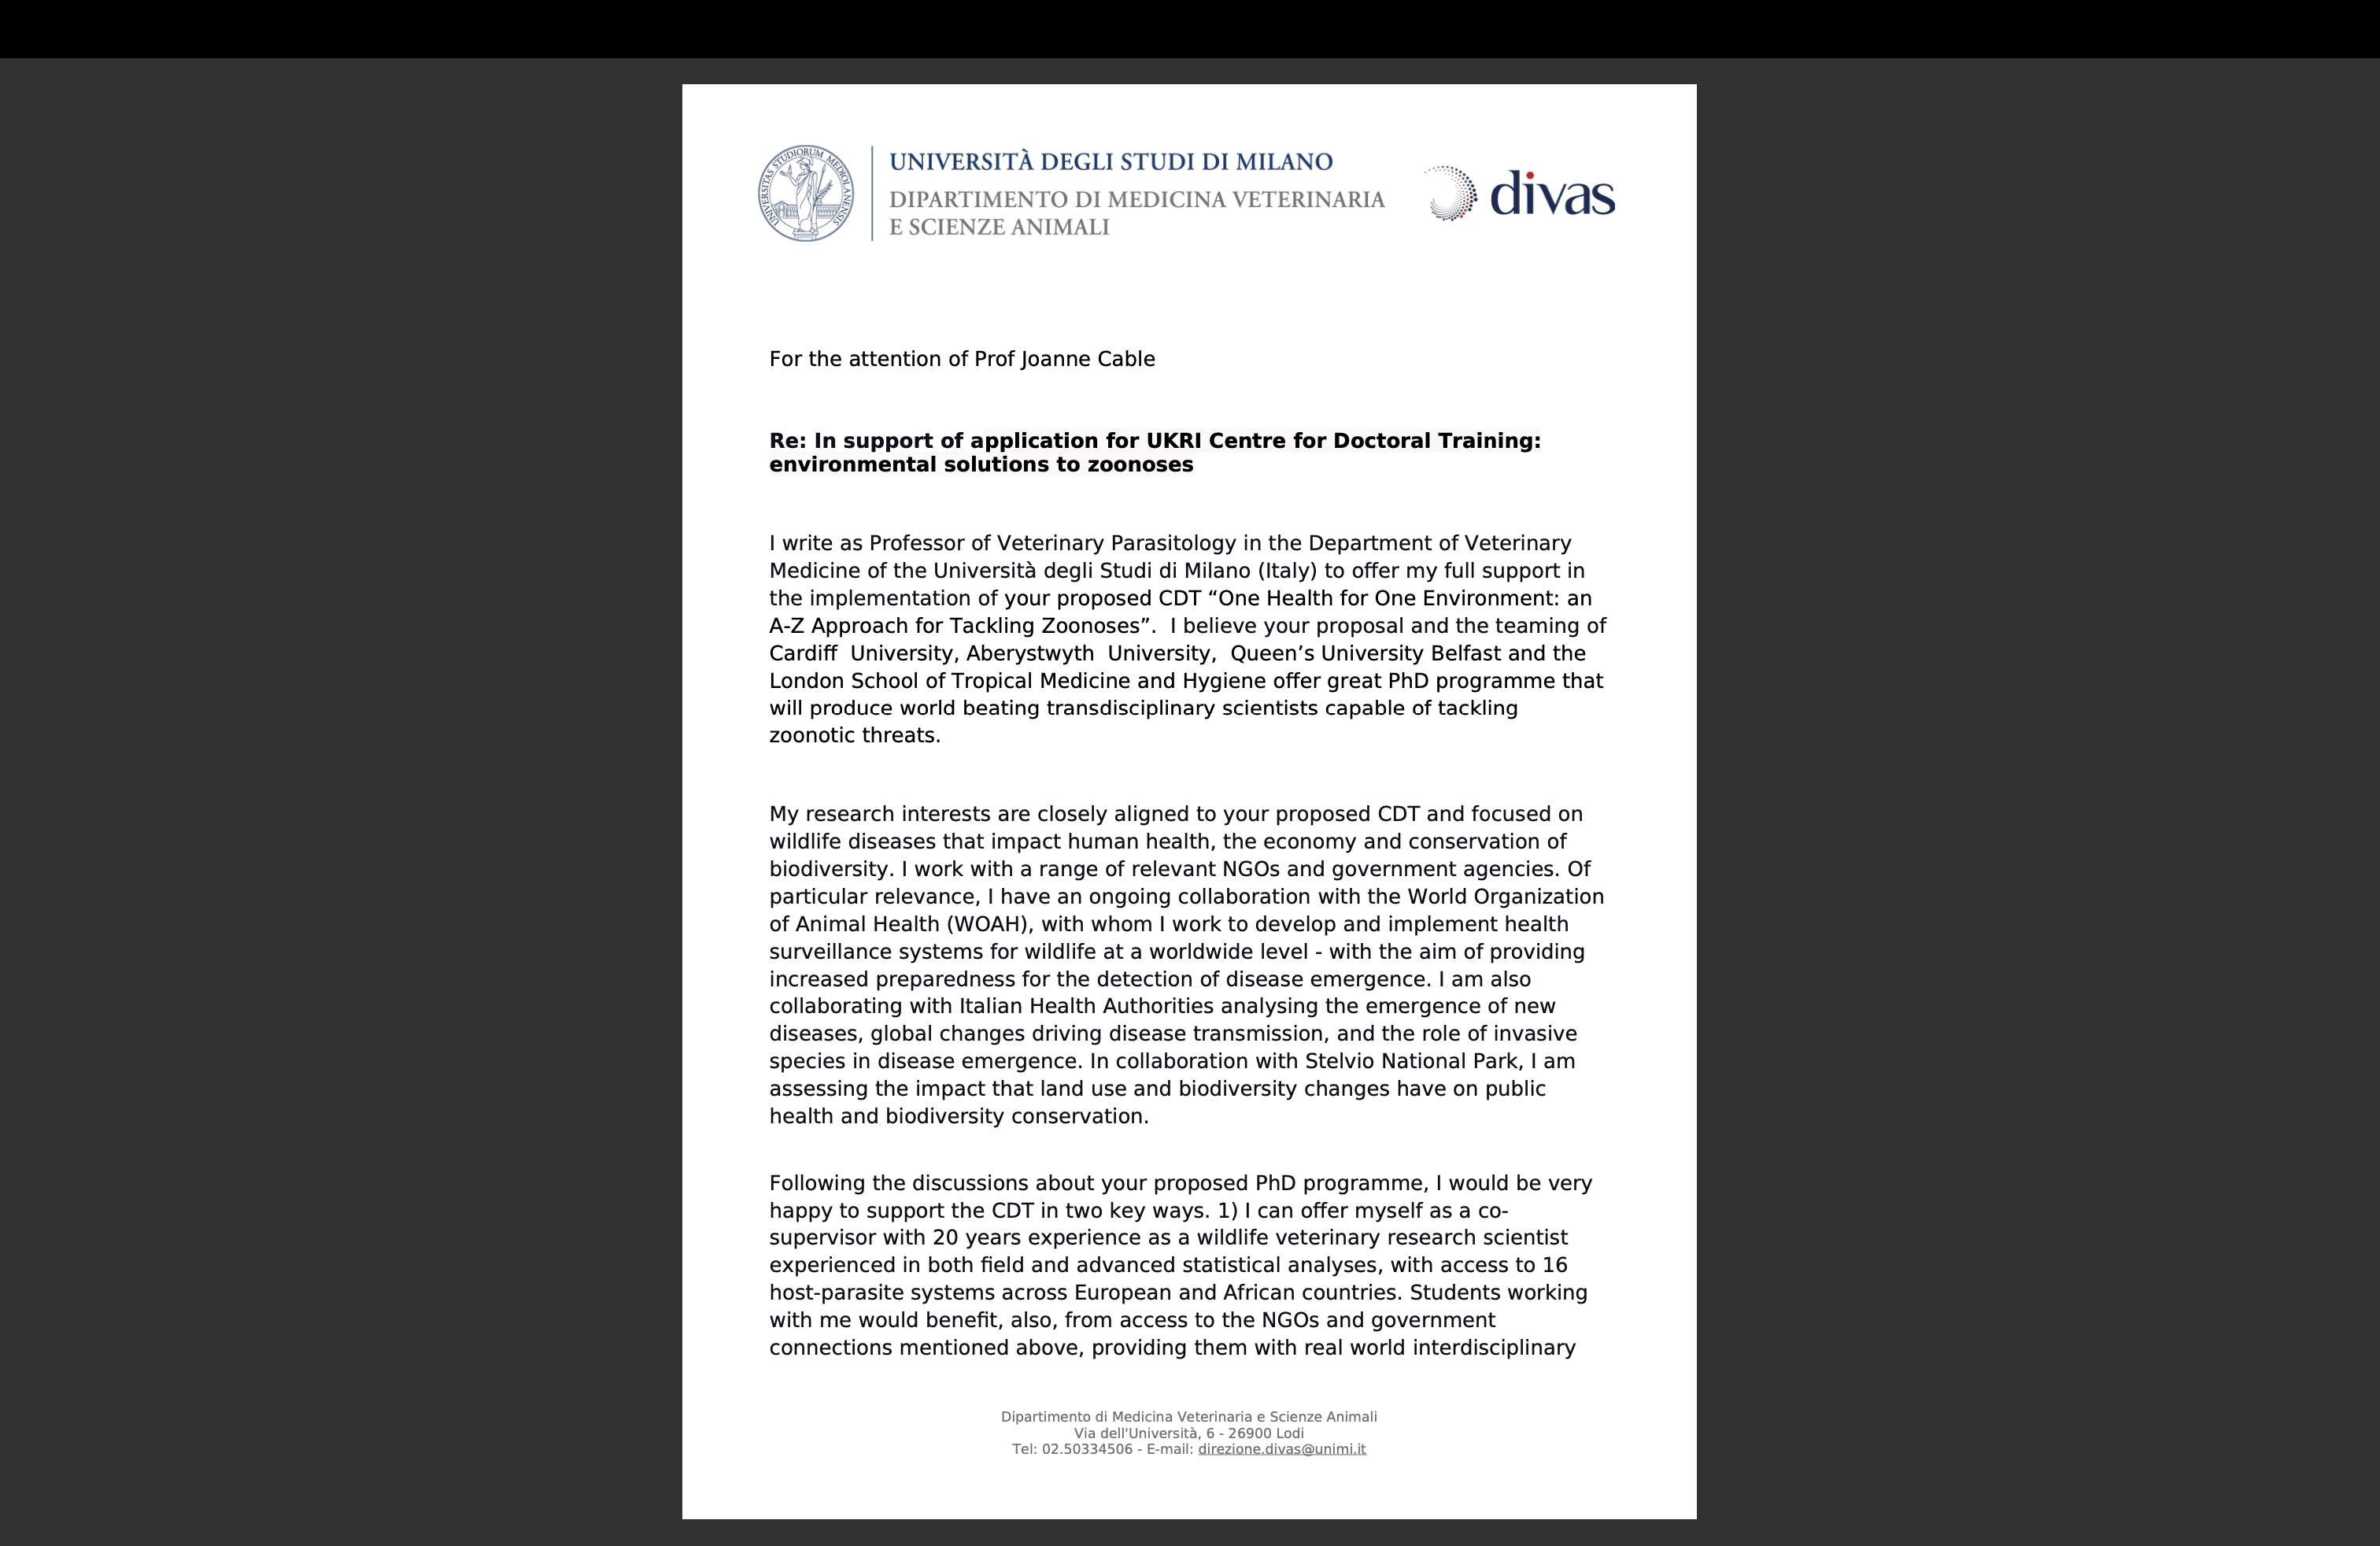 UNIVERSITAS STUDIORUM MEDIOLANENSIS
UNIVERSITÀ DEGLI STUDI DI MILANO
DIPARTIMENTO DI MEDICINA VETERINARIA
E SCIENZE ANIMALI
divas
For the attention of Prof Joanne Cable
Re: In support of application for UKRI Centre for Doctoral Training:
environmental solutions to zoonoses
I write as Professor of Veterinary Parasitology in the Department of Veterinary
Medicine of the Università degli Studi di Milano (Italy) to offer my full support in
the implementation of your proposed CDT “One Health for One Environment: an
A-Z Approach for Tackling Zoonoses”.  I believe your proposal and the teaming of
Cardiff  University, Aberystwyth  University,  Queen’s University Belfast and the
London School of Tropical Medicine and Hygiene offer great PhD programme that
will produce world beating transdisciplinary scientists capable of tackling
zoonotic threats.
My research interests are closely aligned to your proposed CDT and focused on
wildlife diseases that impact human health, the economy and conservation of
biodiversity. I work with a range of relevant NGOs and government agencies. Of
particular relevance, I have an ongoing collaboration with the World Organization
of Animal Health (WOAH), with whom I work to develop and implement health
surveillance systems for wildlife at a worldwide level - with the aim of providing
increased preparedness for the detection of disease emergence. I am also
collaborating with Italian Health Authorities analysing the emergence of new
diseases, global changes driving disease transmission, and the role of invasive
species in disease emergence. In collaboration with Stelvio National Park, I am
assessing the impact that land use and biodiversity changes have on public
health and biodiversity conservation.
Following the discussions about your proposed PhD programme, I would be very
happy to support the CDT in two key ways. 1) I can offer myself as a co-
supervisor with 20 years experience as a wildlife veterinary research scientist
experienced in both field and advanced statistical analyses, with access to 16
host-parasite systems across European and African countries. Students working
with me would benefit, also, from access to the NGOs and government
connections mentioned above, providing them with real world interdisciplinary
Dipartimento di Medicina Veterinaria e Scienze Animali
Via dell'Università, 6 - 26900 Lodi
Tel: 02.50334506 - E-mail: direzione.divas@unimi.it